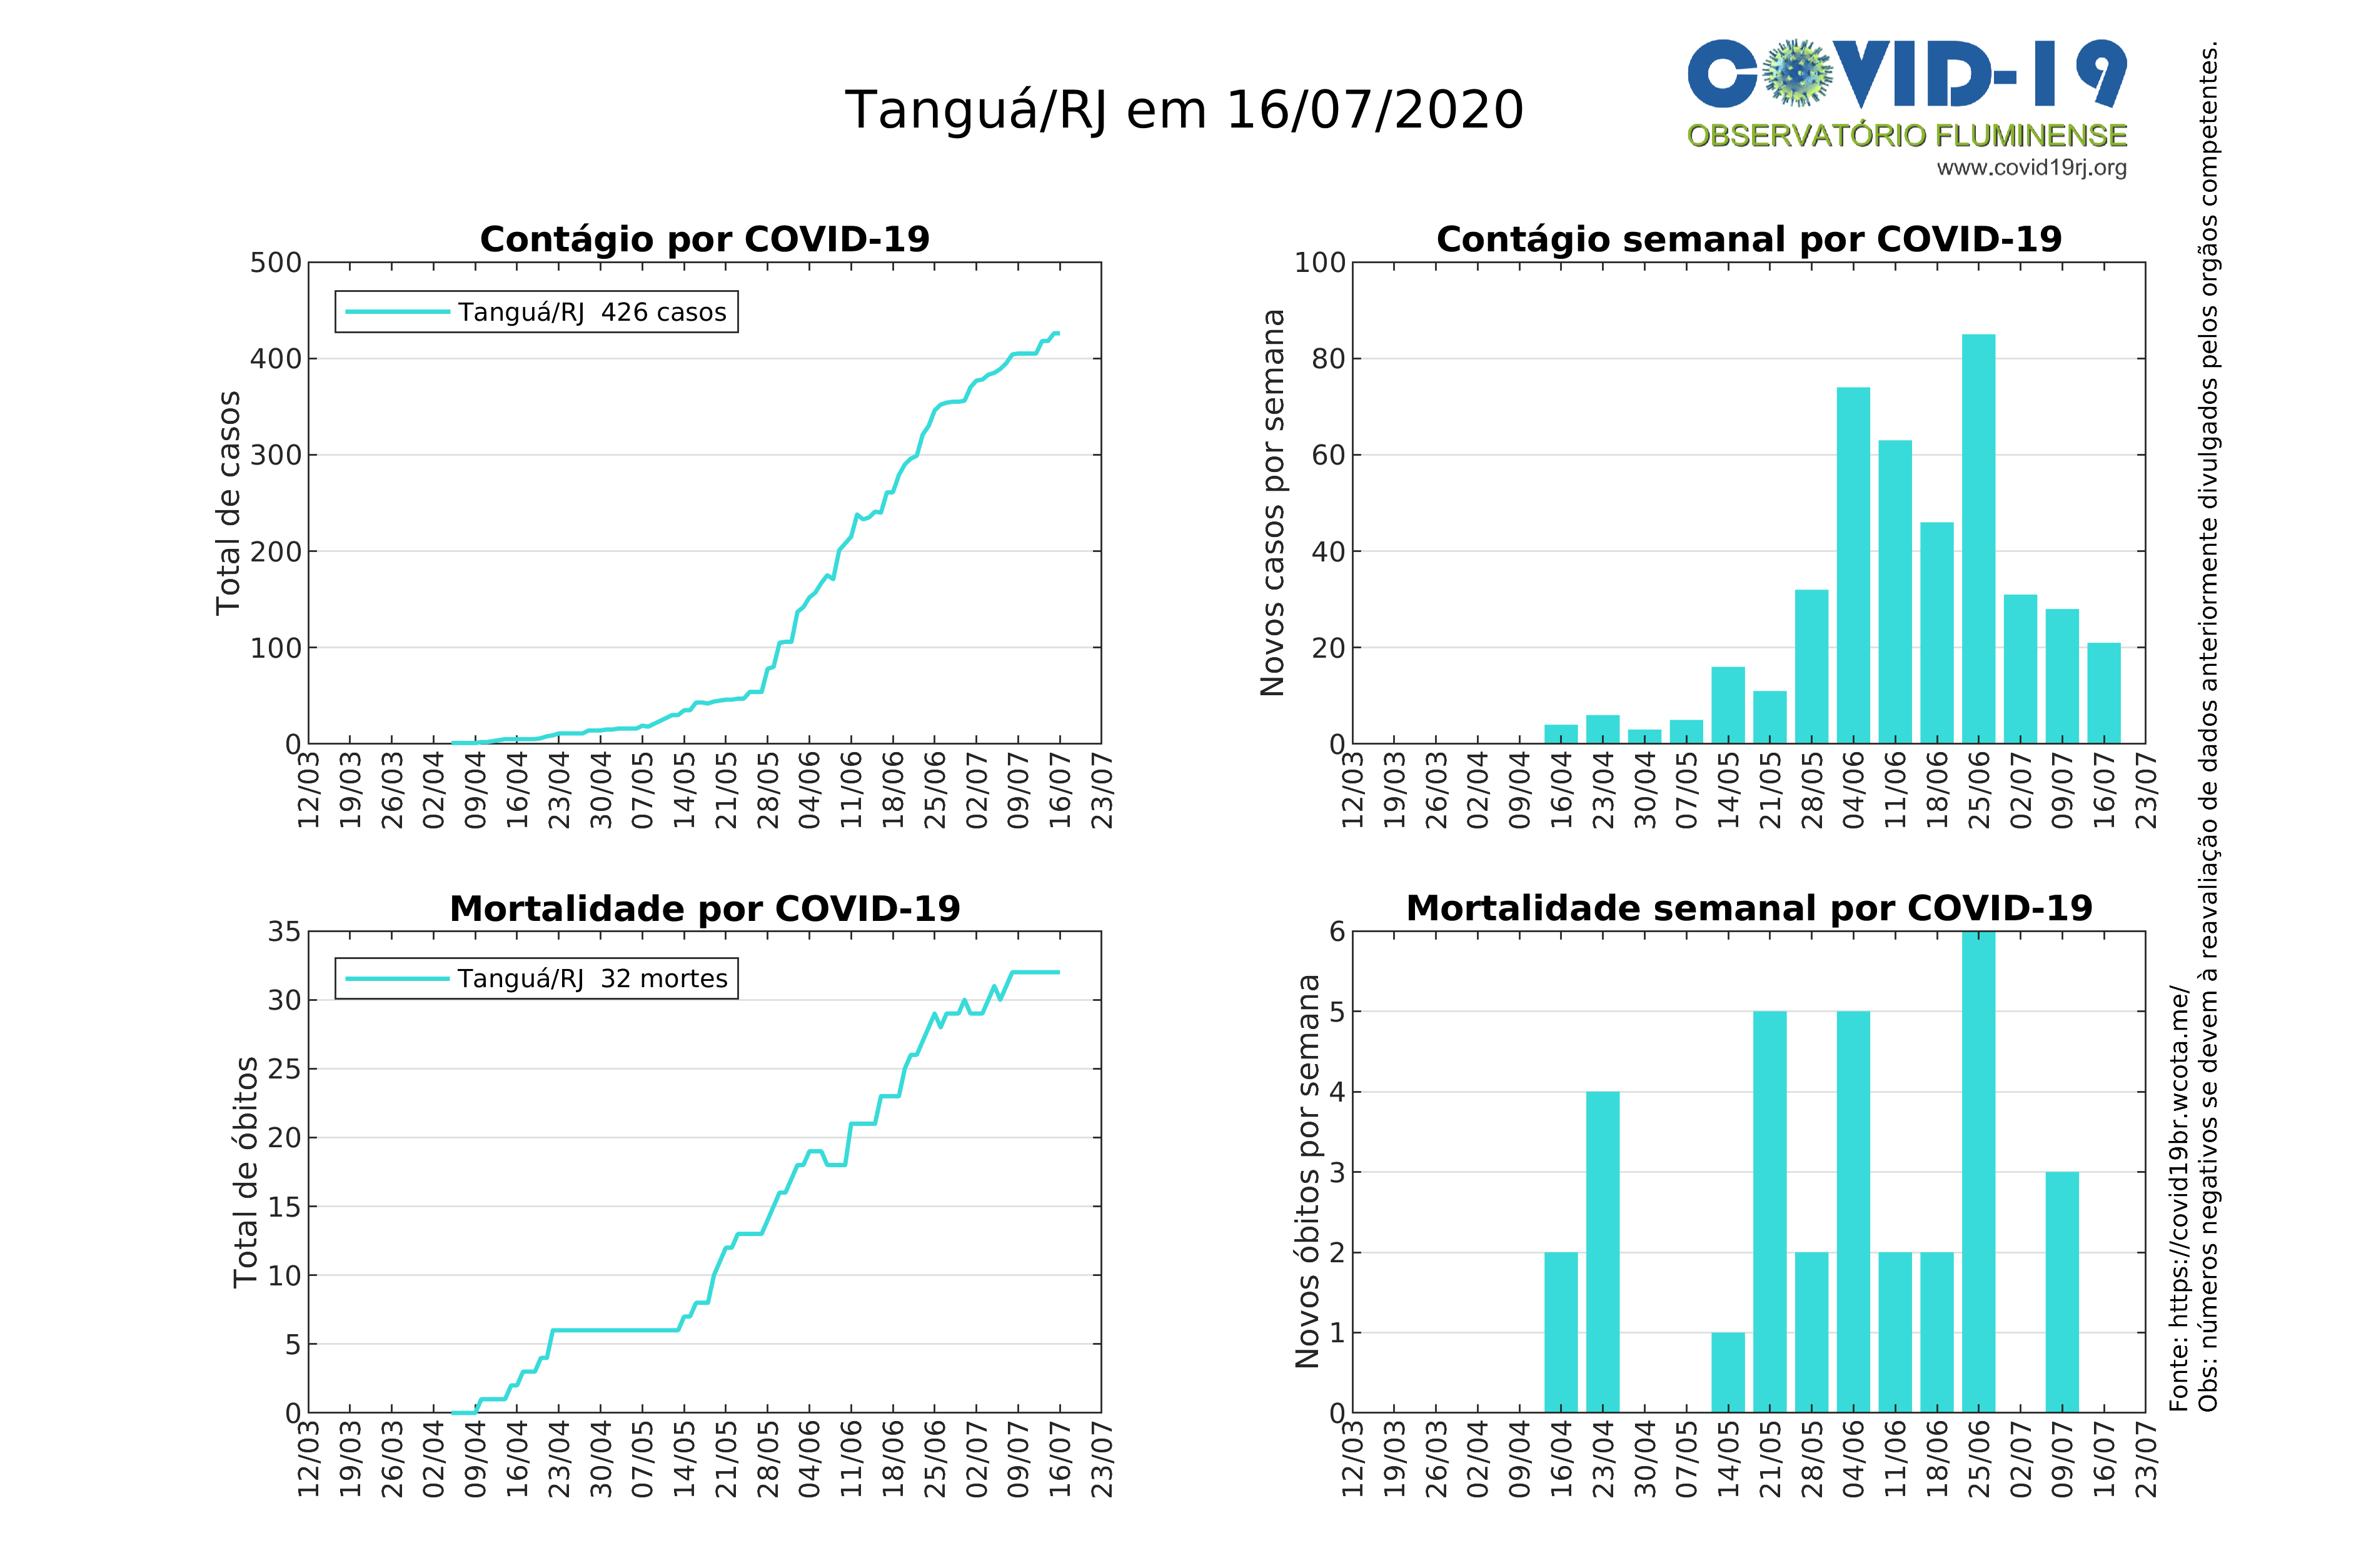 Tanguá/RJ em 16/07/2020
COVID-19
OBSERVATÓRIO FLUMINENSE
www.covid19rj.org
Contágio por COVID-19
Total de casos
500
400
300
200
100
0
Tanguá/RJ 426 casos
12/03 19/03 26/03 02/04 09/04 16/04 23/04 30/04 07/05 14/05 21/05 28/05 04/06 11/06 18/06 25/06 02/07 09/07 16/07 23/07
Contágio semanal por COVID-19
Novos casos por semana
100
80
60
40
20
0
12/03 19/03 26/03 02/04 09/04 16/04 23/04 30/04 07/05 14/05 21/05 28/05 04/06 11/06 18/06 25/06 02/07 09/07 16/07 23/07
Mortalidade por COVID-19
Total de óbitos
35
30
25
20
15
10
5
0
Tanguá/RJ 32 mortes
12/03 19/03 26/03 02/04 09/04 16/04 23/04 30/04 07/05 14/05 21/05 28/05 04/06 11/06 18/06 25/06 02/07 09/07 16/07 23/07
Mortalidade semanal por COVID-19
Novos óbitos por semana
6
5
4
3
2
1
0
12/03 19/03 26/03 02/04 09/04 16/04 23/04 30/04 07/05 14/05 21/05 28/05 04/06 11/06 18/06 25/06 02/07 09/07 16/07 23/07
Fonte: https://covid19br.wcota.me/
Obs: números negativos se devem à reavaliação de dados anteriormente divulgados pelos orgãos competentes.